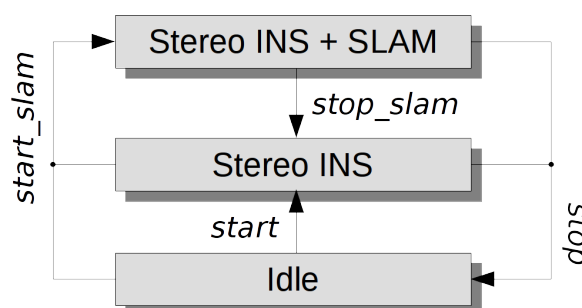 Stereo INS + SLAM
start_slam
stop_slam
Stereo INS
start
stop
Idle